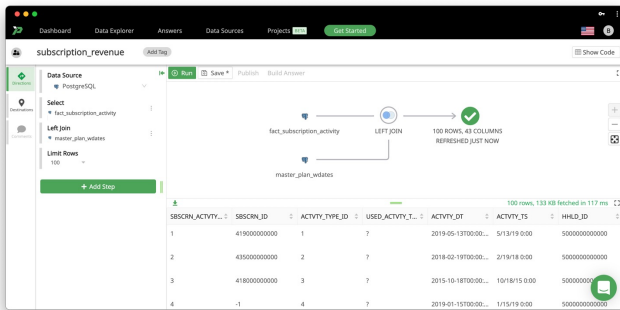 Dashboard Data Explorer Answers Data Sources Projects BETA Get Started B
subscription_revenue Add Tag Show Code
Directions
Destinations
Comments
Data Source
PostgreSQL
Select
fact_subscription_activity
Left Join
master_plan_wdates
Limit Rows
100
+ Add Step
Run Save * Publish Build Answer
fact_subscription_activity LEFT JOIN 100 ROWS, 43 COLUMNS
REFRESHED JUST NOW
master_plan_wdates
100 rows, 133 KB fetched in 117 ms
SBSCRN_ACTVTY... SBSCRN_ID ACTVTY_TYPE_ID USED_ACTVTY_T... ACTVTY_DT ACTVTY_TS HHLD_ID
1 419000000000 1 ? 2019-05-13T00:00:... 5/13/19 0:00 5000000000000
2 435000000000 2 ? 2018-02-19T00:00:... 2/19/18 0:00 5000000000000
3 418000000000 3 ? 2015-10-18T00:00:... 10/18/15 0:00
4 -1 4 ? 2019-01-15T00:00:... 1/15/19 0:00 5000000000000